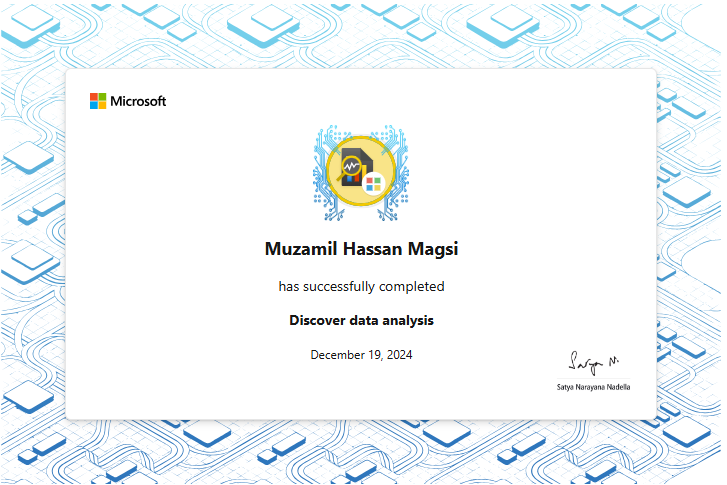 Microsoft
Muzamil Hassan Magsi
has successfully completed
Discover data analysis
December 19, 2024
Satya N.
Satya Narayana Nadella